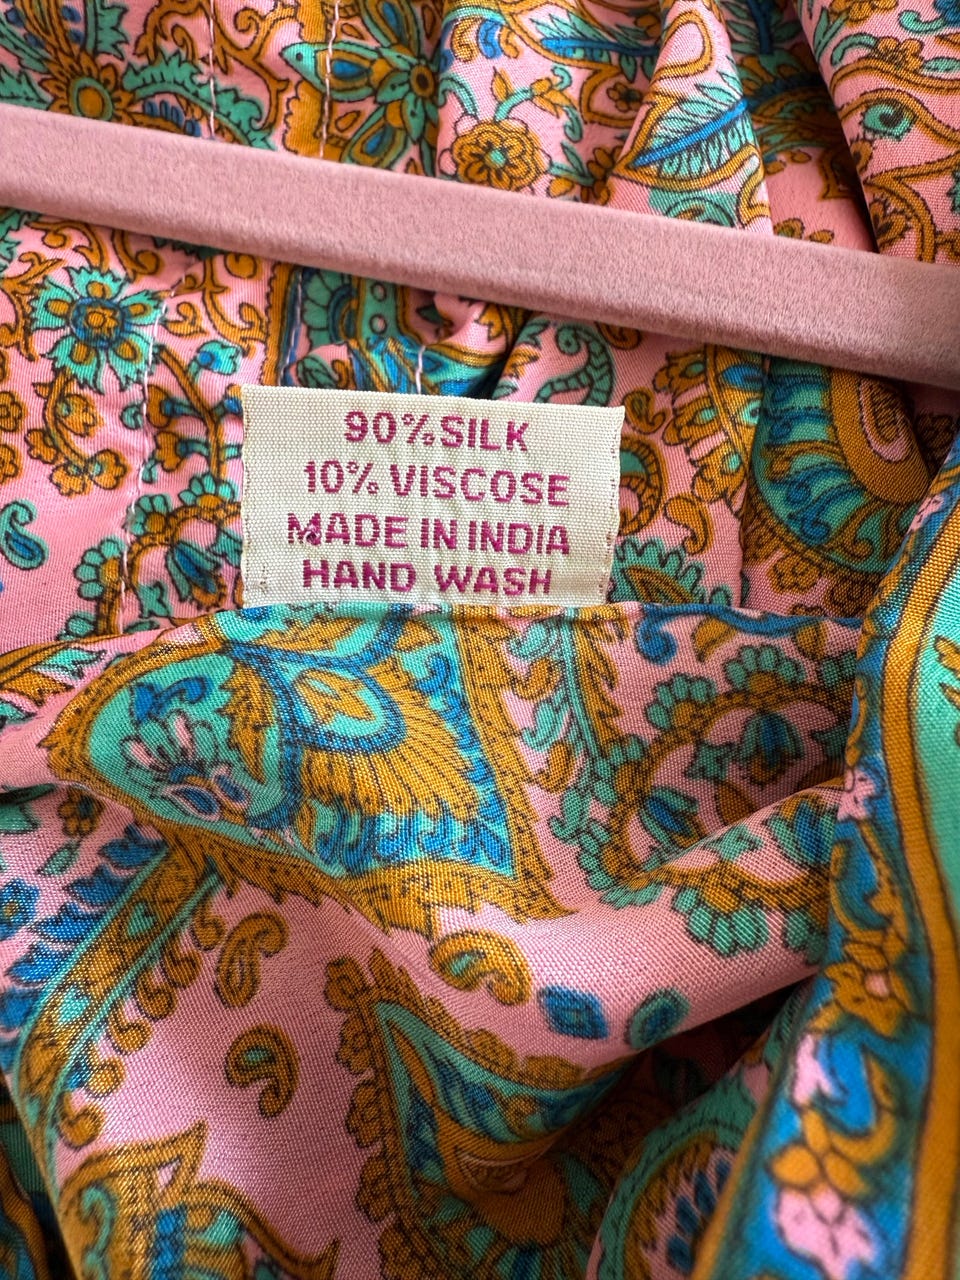 90% SILK
10% VISCOSE
MADE IN INDIA
HAND WASH